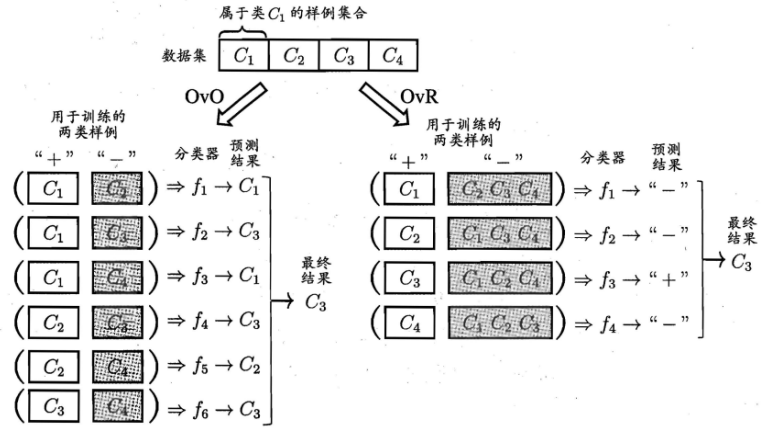 属于类C₁的样例集合
数据集 C₁ C₂ C₃ C₄
OvO OvR
用于训练的
两类样例
“+” “−” 分类器 预测
结果
(C₁ C₂) ⇒ f₁ → C₁
(C₁ C₃) ⇒ f₂ → C₃
(C₁ C₄) ⇒ f₃ → C₁
(C₂ C₃) ⇒ f₄ → C₃
(C₂ C₄) ⇒ f₅ → C₂
(C₃ C₄) ⇒ f₆ → C₃
最终
结果
C₃
用于训练的
两类样例
“+” “−” 分类器 预测
结果
(C₁ C₂ C₃ C₄) ⇒ f₁ → “−”
(C₂ C₁ C₃ C₄) ⇒ f₂ → “−”
(C₃ C₁ C₂ C₄) ⇒ f₃ → “+”
(C₄ C₁ C₂ C₃) ⇒ f₄ → “−”
最终
结果
C₃